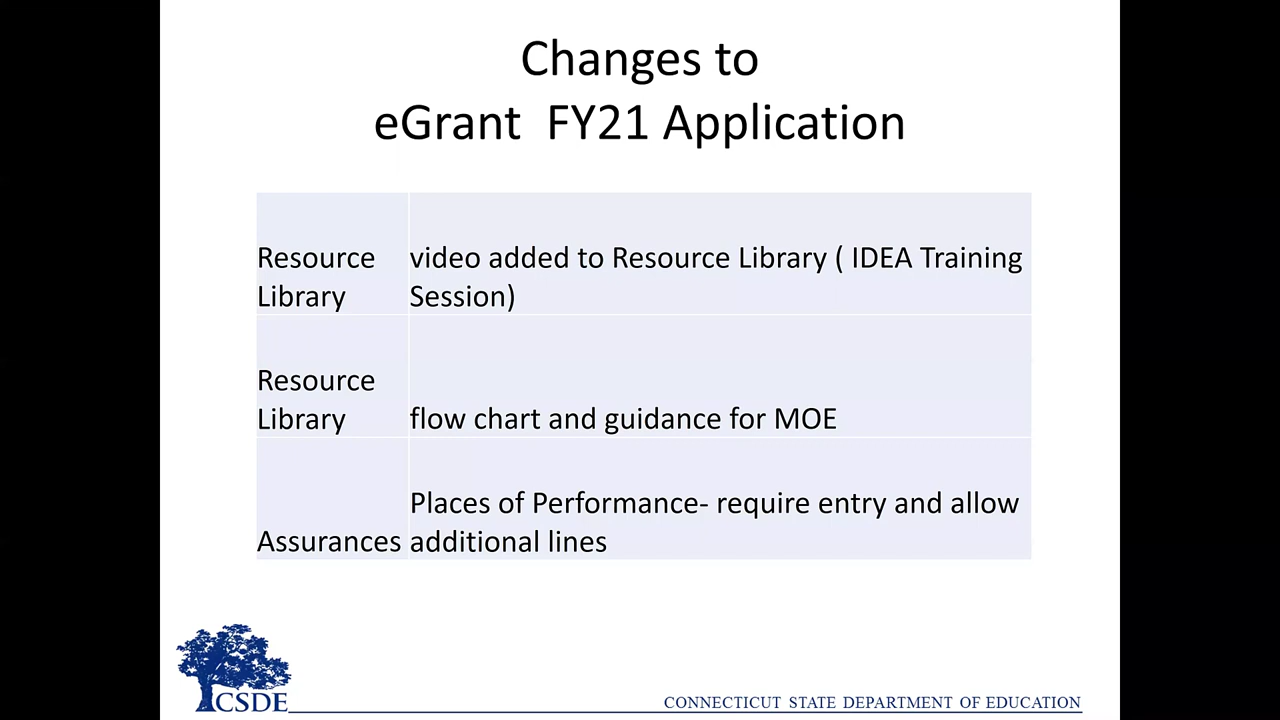 Changes to
eGrant FY21 Application
Resource
Library
video added to Resource Library ( IDEA Training
Session)
Resource
Library
flow chart and guidance for MOE
Assurances
Places of Performance- require entry and allow
additional lines
CSDE
CONNECTICUT STATE DEPARTMENT OF EDUCATION